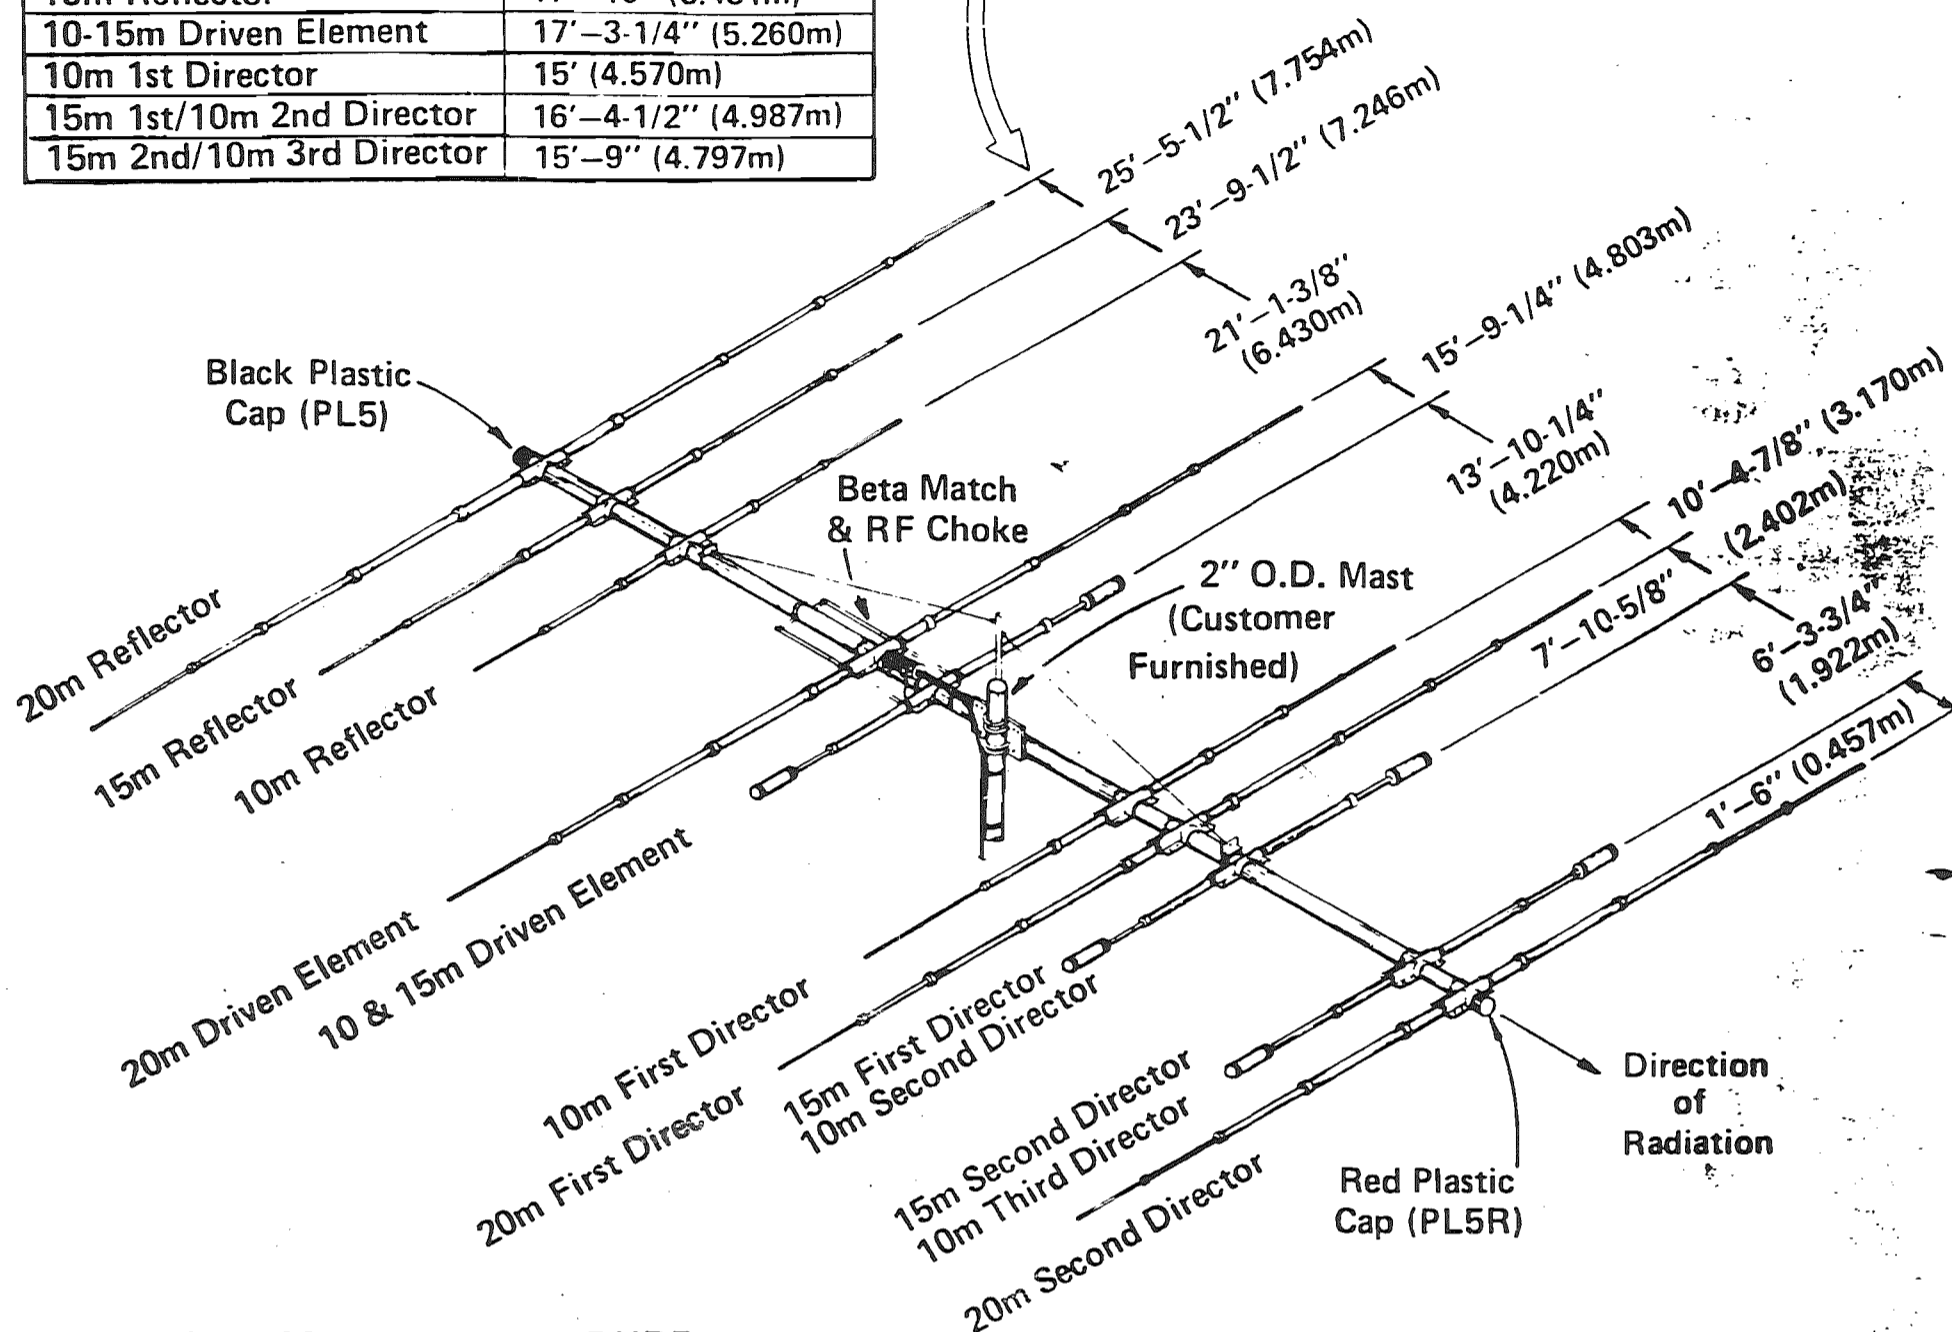 10-15m Driven Element 17′–3-1/4″ (5.260m)
10m 1st Director 15′ (4.570m)
15m 1st/10m 2nd Director 16′–4-1/2″ (4.987m)
15m 2nd/10m 3rd Director 15′–9″ (4.797m)
25′–5-1/2″ (7.754m)
23′–9-1/2″ (7.246m)
21′–1-3/8″
(6.430m)
15′–9-1/4″ (4.803m)
13′–10-1/4″
(4.220m)
10′–4-7/8″ (3.170m)
7′–10-5/8″ (2.402m)
6′–3-3/4″
(1.922m)
1′–6″ (0.457m)
Black Plastic
Cap (PL5)
Beta Match
& RF Choke
2″ O.D. Mast
(Customer
Furnished)
20m Reflector
15m Reflector
10m Reflector
20m Driven Element
10 & 15m Driven Element
10m First Director
20m First Director
15m First Director
10m Second Director
15m Second Director
10m Third Director
20m Second Director
Direction
of
Radiation
Red Plastic
Cap (PL5R)